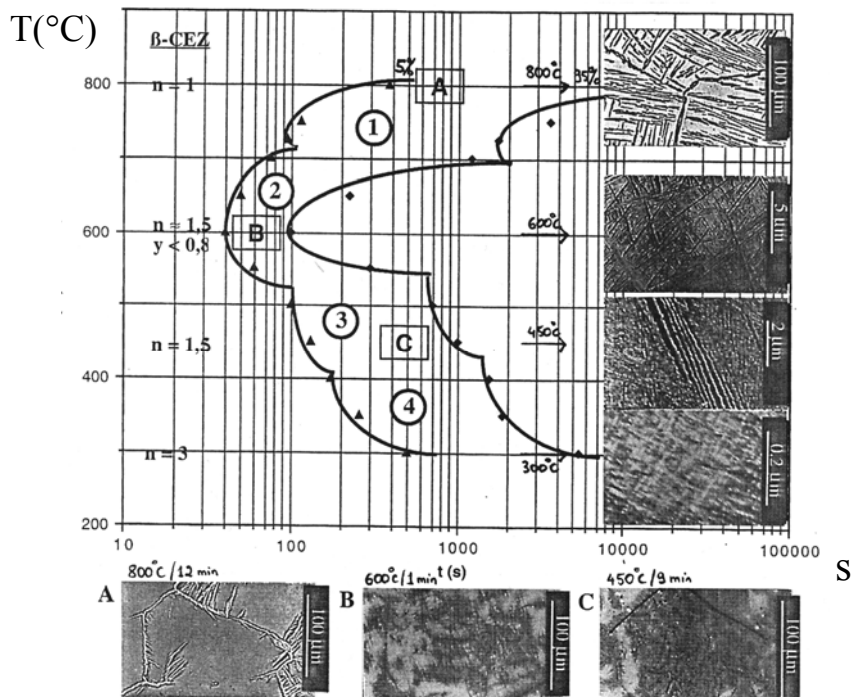 T(°C)
ß-CEZ
n = 1
n = 1,5
y < 0,8
n = 1,5
n = 3
800
600
400
200
10
100
1000
10000
100000
S
t (s)
5%
95%
A
B
C
1
2
3
4
800°C
600°C
450°C
300°C
100 µm
5 µm
2 µm
0.2 µm
A
800°C/12 min
100 µm
B
600°C/1 min
100 µm
C
450°C/9 min
100 µm